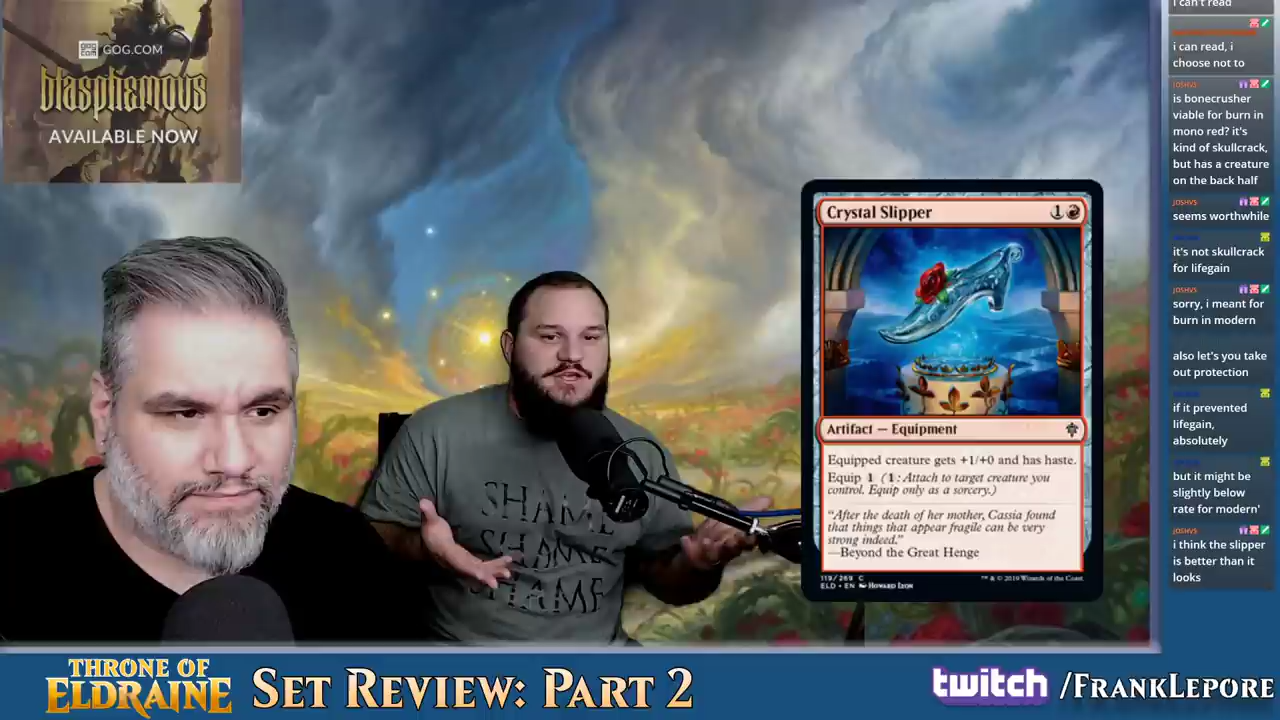 GOG.COM
blasphemous
AVAILABLE NOW
SHAME
SHAME
SHAME
Crystal Slipper 1
Artifact — Equipment
Equipped creature gets +1/+0 and has haste.
Equip 1 (1: Attach to target creature you
control. Equip only as a sorcery.)
"After the death of her mother, Cassia found
that things that appear fragile can be very
strong indeed."
—Beyond the Great Henge
119/269 C
ELD • EN Howard Lyon
™ & © 2019 Wizards of the Coast
i can't read
i can read, i
choose not to
JOSHVS
is bonecrusher
viable for burn in
mono red? it's
kind of skullcrack,
but has a creature
on the back half
JOSHVS
seems worthwhile
it's not skullcrack
for lifegain
JOSHVS
sorry, i meant for
burn in modern
also let's you take
out protection
if it prevented
lifegain,
absolutely
but it might be
slightly below
rate for modern'
JOSHVS
i think the slipper
is better than it
looks
THRONE OF
ELDRAINE
SET REVIEW: PART 2
twitch /FRANKLEPORE